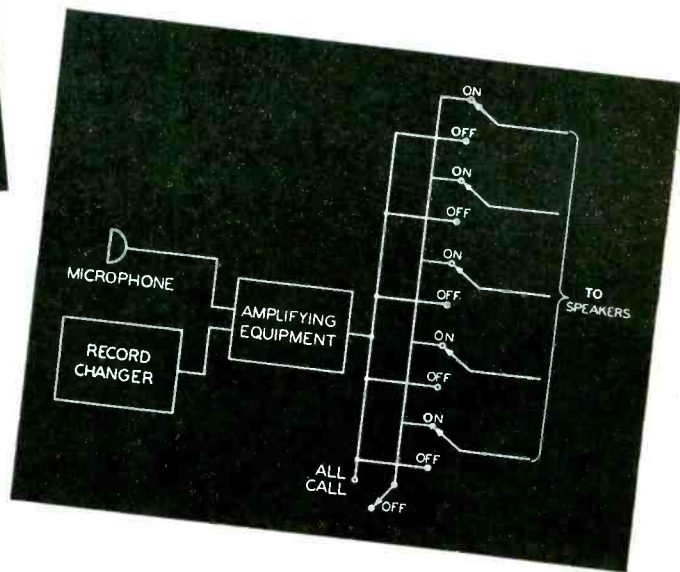 ON
OFF
ON
OFF
ON
OFF
ON
OFF
ON
OFF
MICROPHONE
RECORD
CHANGER
AMPLIFYING
EQUIPMENT
ALL
CALL
OFF
TO
SPEAKERS